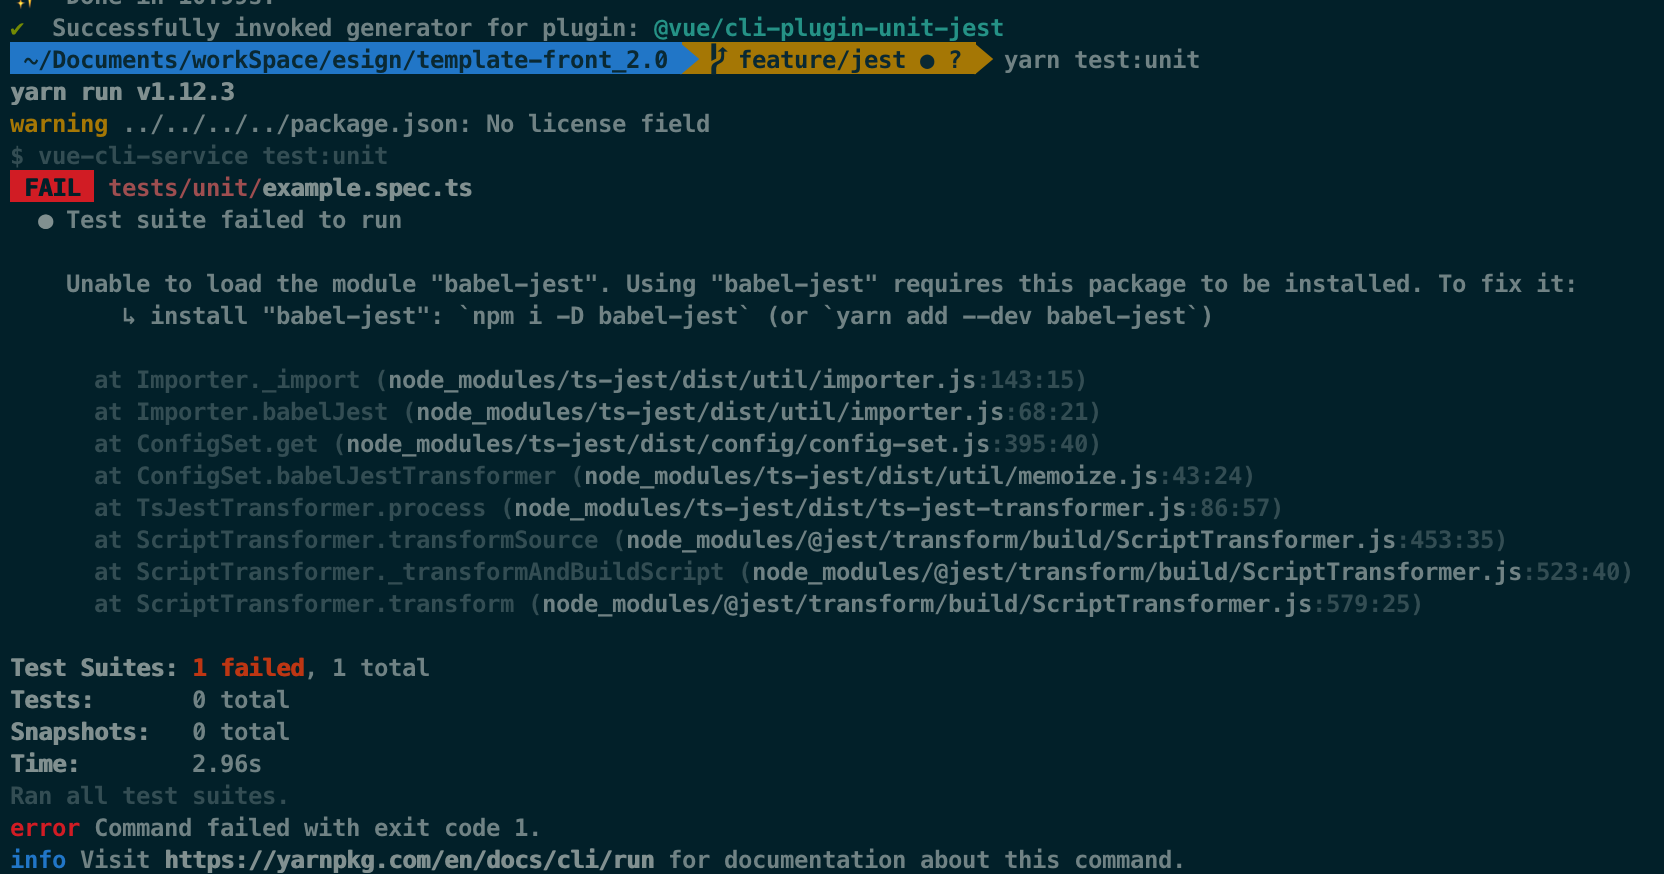 ✨  Done in 10.99s.
✔  Successfully invoked generator for plugin: @vue/cli-plugin-unit-jest
~/Documents/workSpace/esign/template-front_2.0  feature/jest ● ?  yarn test:unit
yarn run v1.12.3
warning ../../../../package.json: No license field
$ vue-cli-service test:unit
FAIL tests/unit/example.spec.ts
● Test suite failed to run
Unable to load the module "babel-jest". Using "babel-jest" requires this package to be installed. To fix it:
↳ install "babel-jest": `npm i -D babel-jest` (or `yarn add --dev babel-jest`)
at Importer._import (node_modules/ts-jest/dist/util/importer.js:143:15)
at Importer.babelJest (node_modules/ts-jest/dist/util/importer.js:68:21)
at ConfigSet.get (node_modules/ts-jest/dist/config/config-set.js:395:40)
at ConfigSet.babelJestTransformer (node_modules/ts-jest/dist/util/memoize.js:43:24)
at TsJestTransformer.process (node_modules/ts-jest/dist/ts-jest-transformer.js:86:57)
at ScriptTransformer.transformSource (node_modules/@jest/transform/build/ScriptTransformer.js:453:35)
at ScriptTransformer._transformAndBuildScript (node_modules/@jest/transform/build/ScriptTransformer.js:523:40)
at ScriptTransformer.transform (node_modules/@jest/transform/build/ScriptTransformer.js:579:25)
Test Suites: 1 failed, 1 total
Tests:       0 total
Snapshots:   0 total
Time:        2.96s
Ran all test suites.
error Command failed with exit code 1.
info Visit https://yarnpkg.com/en/docs/cli/run for documentation about this command.